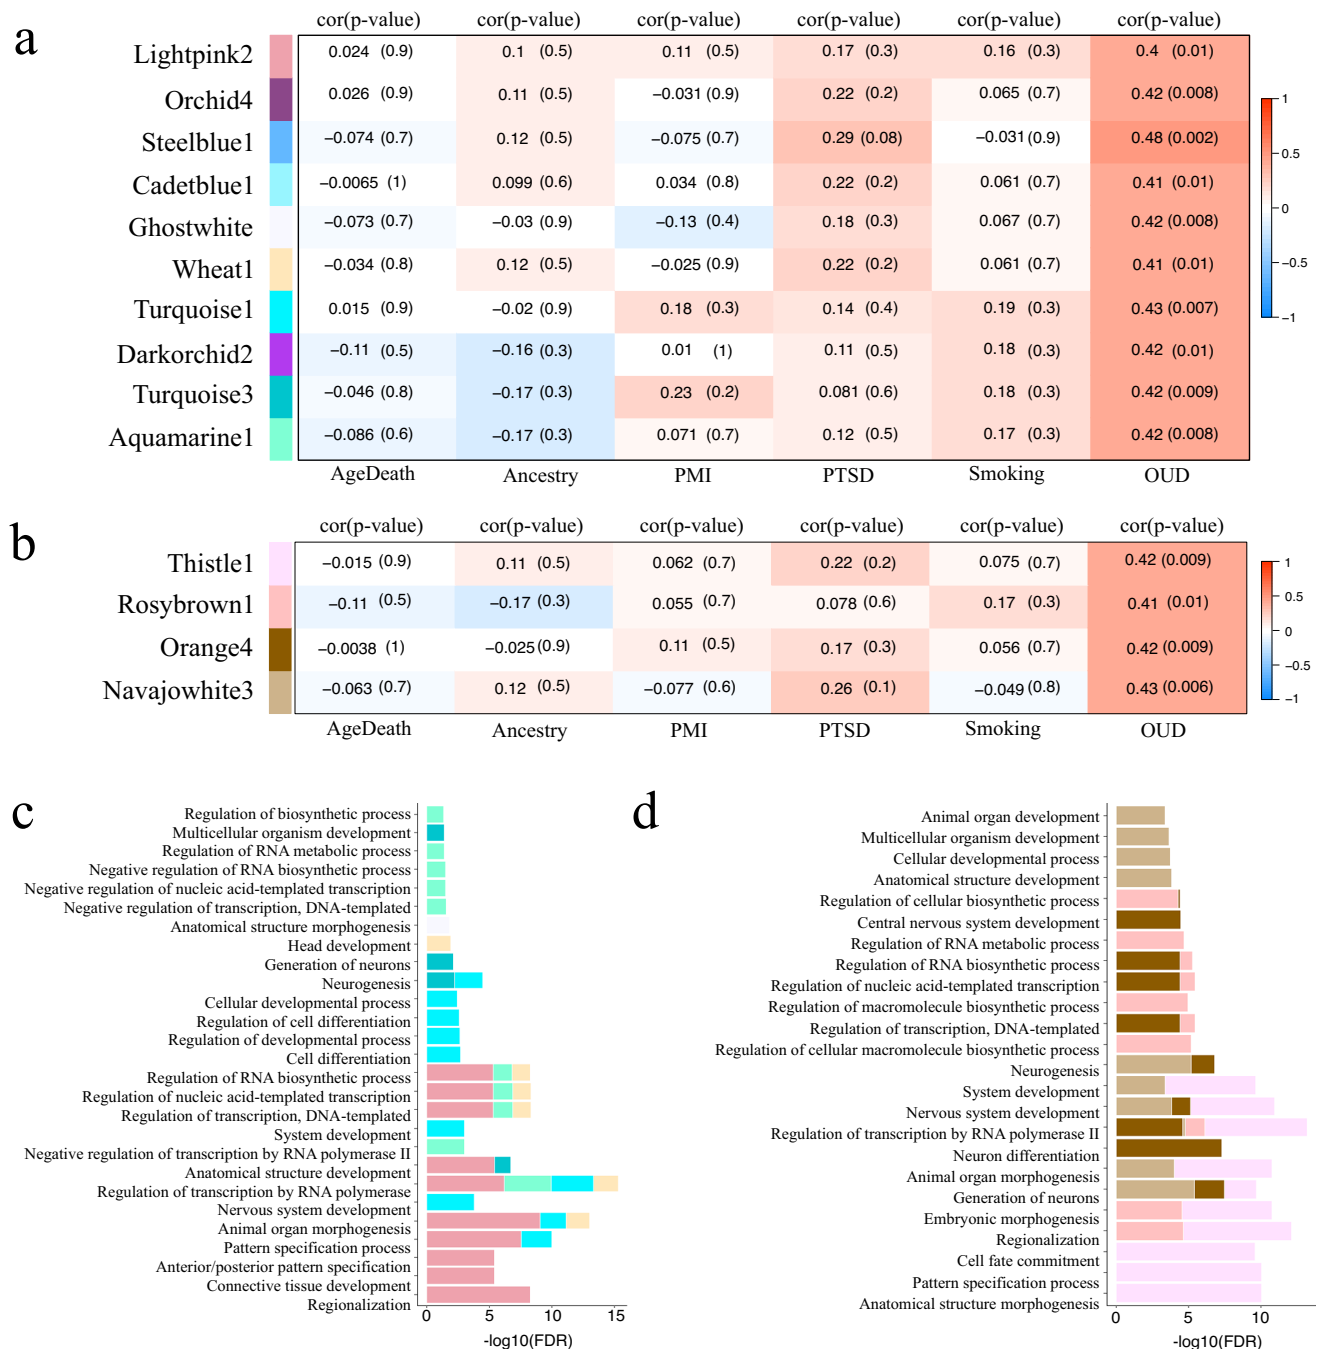 a
cor(p-value) cor(p-value) cor(p-value) cor(p-value) cor(p-value) cor(p-value)
Lightpink2 0.024 (0.9) 0.1 (0.5) 0.11 (0.5) 0.17 (0.3) 0.16 (0.3) 0.4 (0.01)
Orchid4 0.026 (0.9) 0.11 (0.5) −0.031 (0.9) 0.22 (0.2) 0.065 (0.7) 0.42 (0.008)
Steelblue1 −0.074 (0.7) 0.12 (0.5) −0.075 (0.7) 0.29 (0.08) −0.031 (0.9) 0.48 (0.002)
Cadetblue1 −0.0065 (1) 0.099 (0.6) 0.034 (0.8) 0.22 (0.2) 0.061 (0.7) 0.41 (0.01)
Ghostwhite −0.073 (0.7) −0.03 (0.9) −0.13 (0.4) 0.18 (0.3) 0.067 (0.7) 0.42 (0.008)
Wheat1 −0.034 (0.8) 0.12 (0.5) −0.025 (0.9) 0.22 (0.2) 0.061 (0.7) 0.41 (0.01)
Turquoise1 0.015 (0.9) −0.02 (0.9) 0.18 (0.3) 0.14 (0.4) 0.19 (0.3) 0.43 (0.007)
Darkorchid2 −0.11 (0.5) −0.16 (0.3) 0.01 (1) 0.11 (0.5) 0.18 (0.3) 0.42 (0.01)
Turquoise3 −0.046 (0.8) −0.17 (0.3) 0.23 (0.2) 0.081 (0.6) 0.18 (0.3) 0.42 (0.009)
Aquamarine1 −0.086 (0.6) −0.17 (0.3) 0.071 (0.7) 0.12 (0.5) 0.17 (0.3) 0.42 (0.008)
AgeDeath Ancestry PMI PTSD Smoking OUD
1
0.5
0
−0.5
−1
b
cor(p-value) cor(p-value) cor(p-value) cor(p-value) cor(p-value) cor(p-value)
Thistle1 −0.015 (0.9) 0.11 (0.5) 0.062 (0.7) 0.22 (0.2) 0.075 (0.7) 0.42 (0.009)
Rosybrown1 −0.11 (0.5) −0.17 (0.3) 0.055 (0.7) 0.078 (0.6) 0.17 (0.3) 0.41 (0.01)
Orange4 −0.0038 (1) −0.025 (0.9) 0.11 (0.5) 0.17 (0.3) 0.056 (0.7) 0.42 (0.009)
Navajowhite3 −0.063 (0.7) 0.12 (0.5) −0.077 (0.6) 0.26 (0.1) −0.049 (0.8) 0.43 (0.006)
AgeDeath Ancestry PMI PTSD Smoking OUD
1
0.5
0
−0.5
−1
c
Regulation of biosynthetic process
Multicellular organism development
Regulation of RNA metabolic process
Negative regulation of RNA biosynthetic process
Negative regulation of nucleic acid-templated transcription
Negative regulation of transcription, DNA-templated
Anatomical structure morphogenesis
Head development
Generation of neurons
Neurogenesis
Cellular developmental process
Regulation of cell differentiation
Regulation of developmental process
Cell differentiation
Regulation of RNA biosynthetic process
Regulation of nucleic acid-templated transcription
Regulation of transcription, DNA-templated
System development
Negative regulation of transcription by RNA polymerase II
Anatomical structure development
Regulation of transcription by RNA polymerase
Nervous system development
Animal organ morphogenesis
Pattern specification process
Anterior/posterior pattern specification
Connective tissue development
Regionalization
0 5 10 15
-log10(FDR)
d
Animal organ development
Multicellular organism development
Cellular developmental process
Anatomical structure development
Regulation of cellular biosynthetic process
Central nervous system development
Regulation of RNA metabolic process
Regulation of RNA biosynthetic process
Regulation of nucleic acid-templated transcription
Regulation of macromolecule biosynthetic process
Regulation of transcription, DNA-templated
Regulation of cellular macromolecule biosynthetic process
Neurogenesis
System development
Nervous system development
Regulation of transcription by RNA polymerase II
Neuron differentiation
Animal organ morphogenesis
Generation of neurons
Embryonic morphogenesis
Regionalization
Cell fate commitment
Pattern specification process
Anatomical structure morphogenesis
0 5 10
-log10(FDR)